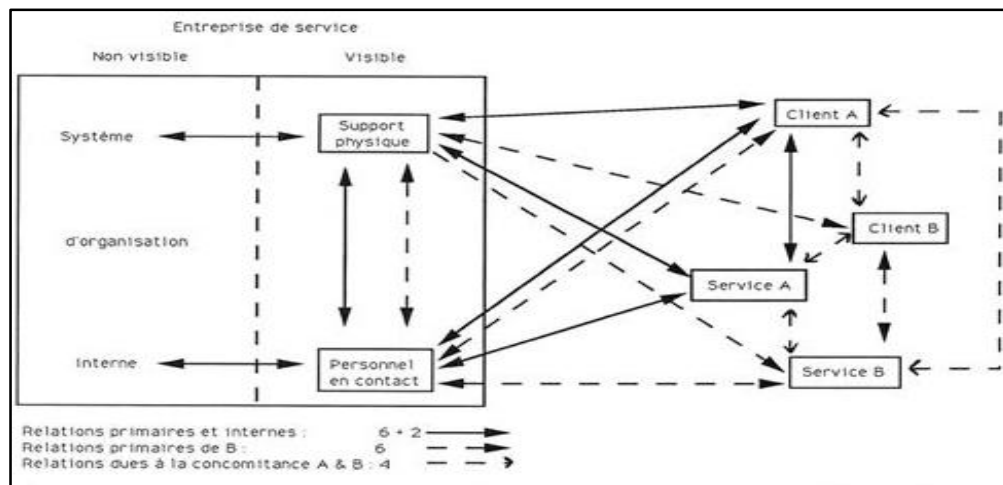 Entreprise de service
Non visible
Visible
Système
Support
physique
Client A
d'organisation
Client B
Service A
Interne
Personnel
en contact
Service B
Relations primaires et internes : 6 + 2
Relations primaires de B : 6
Relations dues à la concomitance A & B : 4